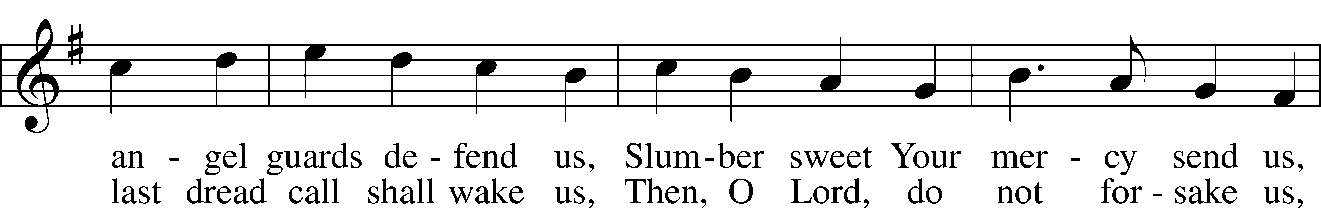 an - gel guards de - fend us, Slum-ber sweet Your mer - cy send us,
last dread call shall wake us, Then, O Lord, do not for - sake us,